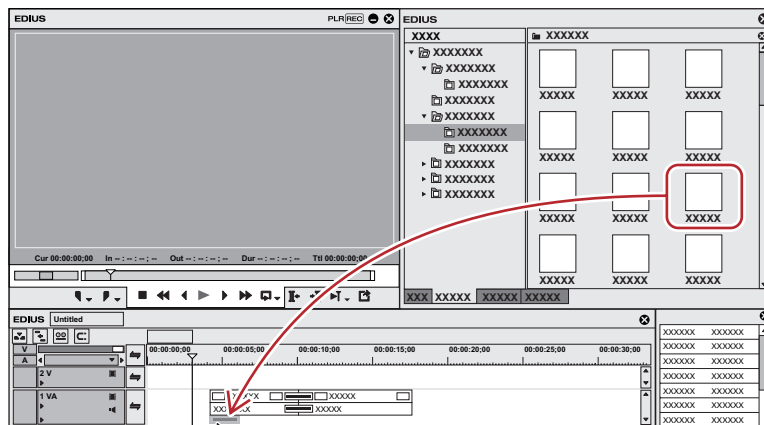 EDIUS
PLR REC
Cur 00:00:00;00 In -- : -- : -- ; -- Out -- : -- : -- ; -- Dur -- : -- : -- ; -- Ttl 00:00:00;00
EDIUS
XXXX
XXXXXXX
XXXXXXX
XXXXXXX
XXXXXXX
XXXXXXX
XXXXXXX
XXXXXXX
XXXXXXX
XXXXXXX
XXXXXXX
XXXXXX
XXXXX XXXXX XXXXX
XXXXX XXXXX XXXXX
XXXXX XXXXX XXXXX
XXXXX XXXXX XXXXX
XXX XXXXX XXXXX XXXXX
EDIUS Untitled
V
A
00:00:00;00 00:00:05;00 00:00:10;00 00:00:15;00 00:00:20;00 00:00:25;00 00:00:30;00
2 V
1 VA
XXXXX
XXXXX
XXXXXX XXXXXX
XXXXXX XXXXXX
XXXXXX XXXXXX
XXXXXX XXXXXX
XXXXXX XXXXXX
XXXXXX XXXXXX
XXXXXX XXXXXX